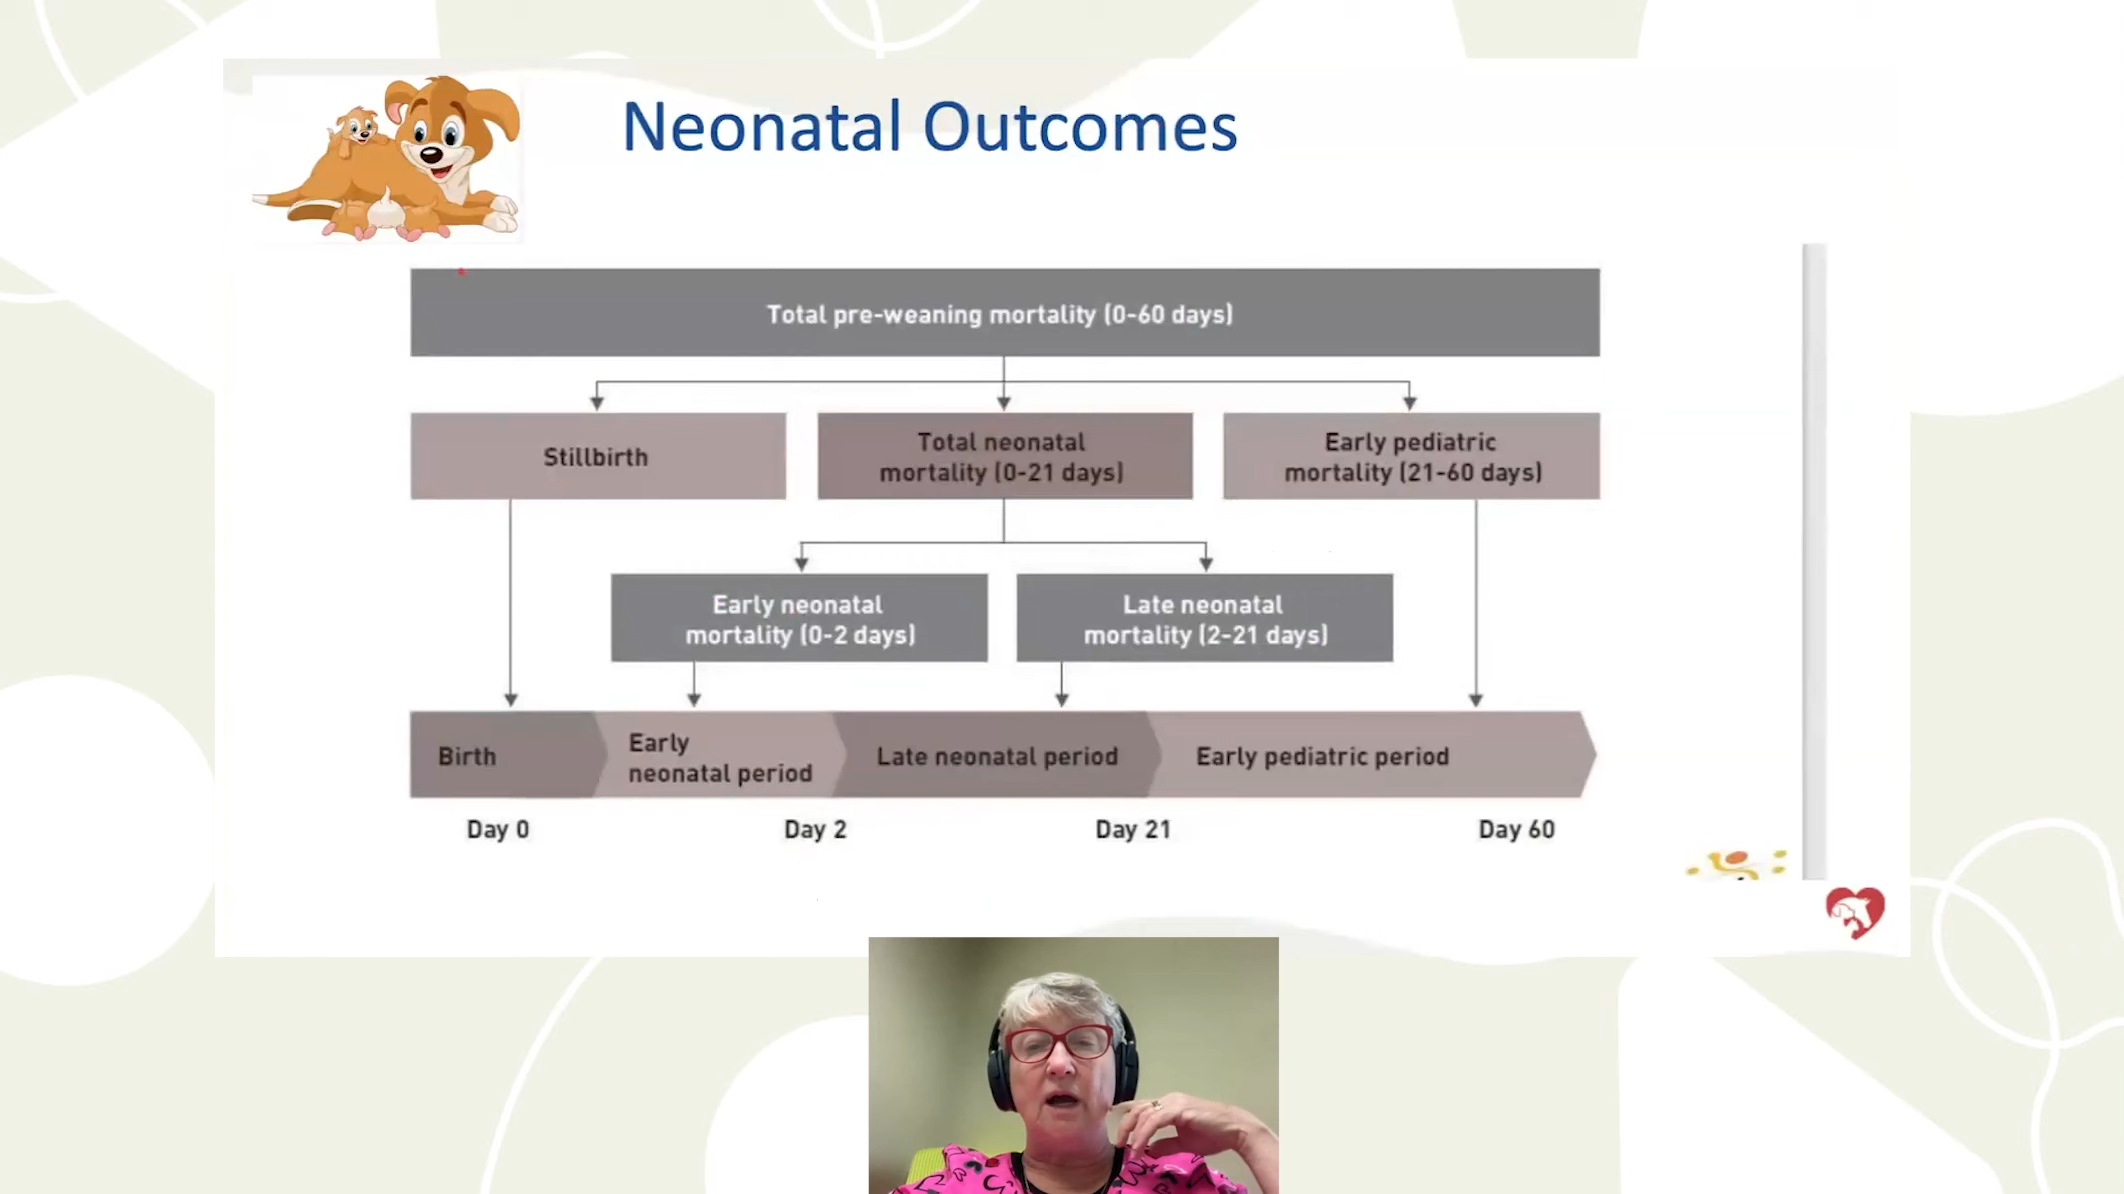 Neonatal Outcomes
Total pre-weaning mortality (0-60 days)
Stillbirth
Total neonatal
mortality (0-21 days)
Early pediatric
mortality (21-60 days)
Early neonatal
mortality (0-2 days)
Late neonatal
mortality (2-21 days)
Birth
Early
neonatal period
Late neonatal period
Early pediatric period
Day 0
Day 2
Day 21
Day 60